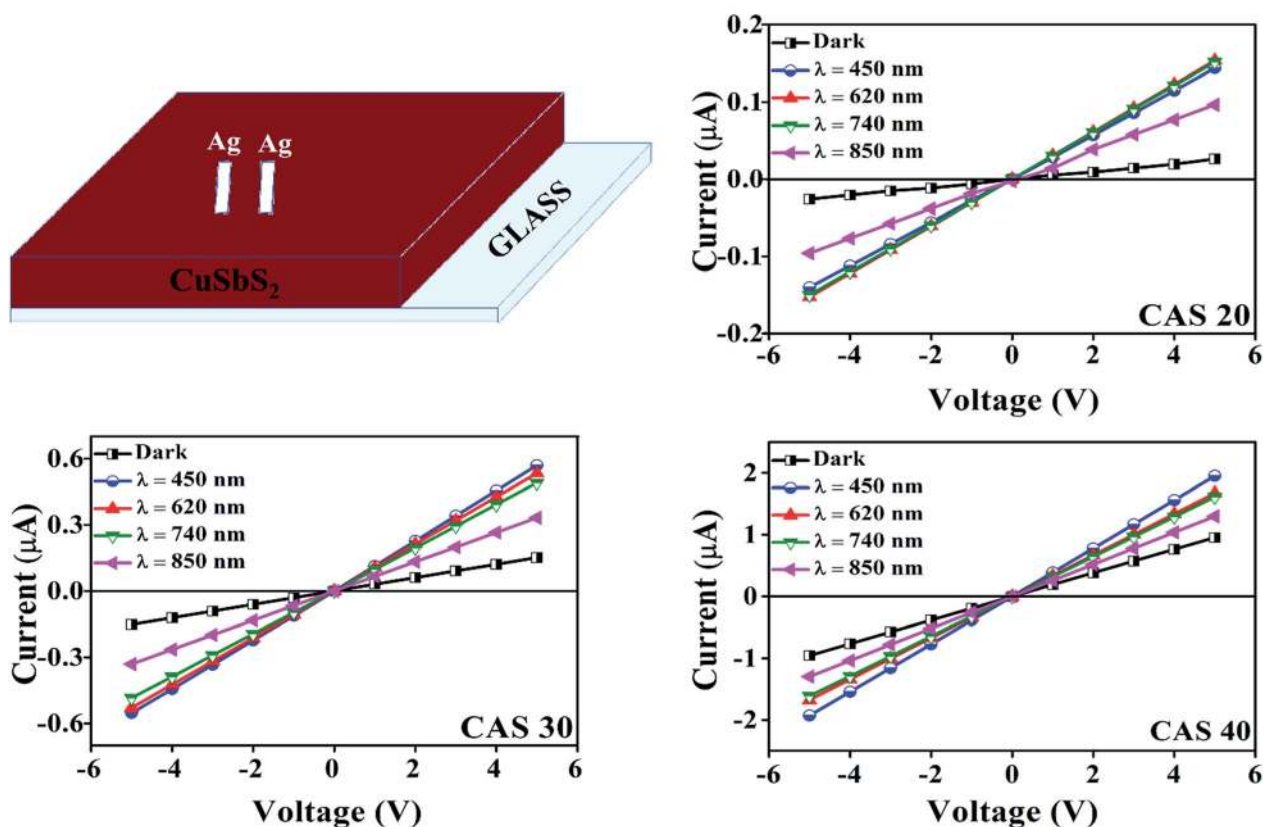 Ag Ag
GLASS
CuSbS₂
0.2
0.1
0.0
-0.1
-0.2
Current (μA)
Dark
λ = 450 nm
λ = 620 nm
λ = 740 nm
λ = 850 nm
CAS 20
-6 -4 -2 0 2 4 6
Voltage (V)
0.6
0.3
0.0
-0.3
-0.6
Current (μA)
Dark
λ = 450 nm
λ = 620 nm
λ = 740 nm
λ = 850 nm
CAS 30
-6 -4 -2 0 2 4 6
Voltage (V)
2
1
0
-1
-2
Current (μA)
Dark
λ = 450 nm
λ = 620 nm
λ = 740 nm
λ = 850 nm
CAS 40
-6 -4 -2 0 2 4 6
Voltage (V)